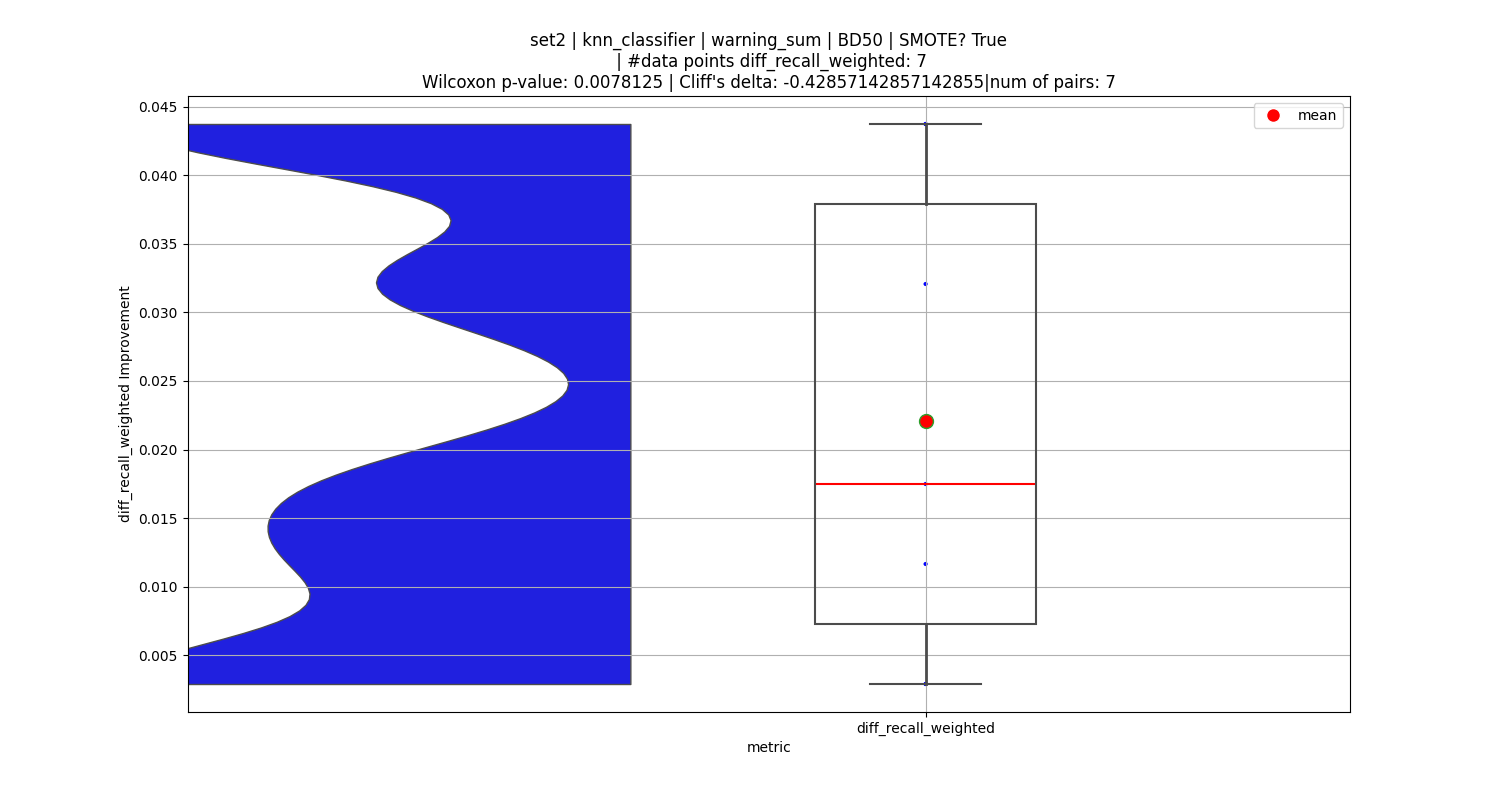 set2 | knn_classifier | warning_sum | BD50 | SMOTE? True
| #data points diff_recall_weighted: 7
Wilcoxon p-value: 0.0078125 | Cliff's delta: -0.42857142857142855|num of pairs: 7
mean
0.045
0.040
0.035
0.030
0.025
0.020
0.015
0.010
0.005
diff_recall_weighted Improvement
diff_recall_weighted
metric